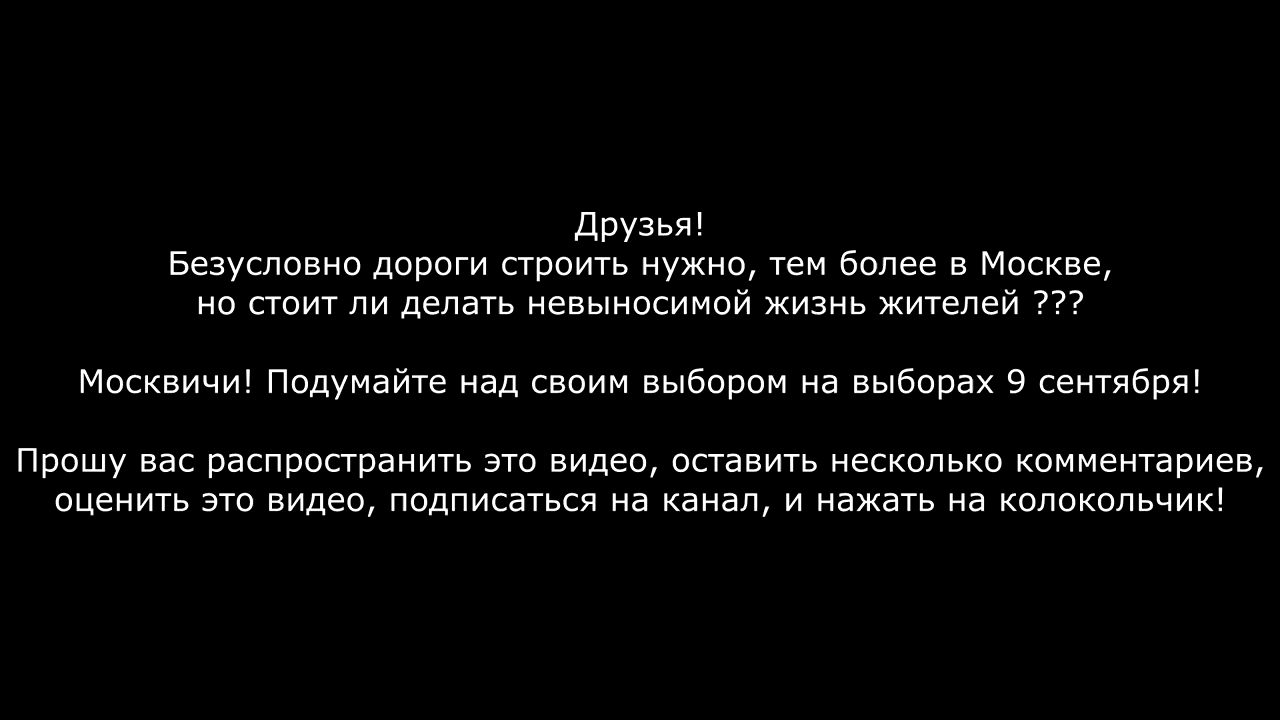 Друзья!
Безусловно дороги строить нужно, тем более в Москве,
но стоит ли делать невыносимой жизнь жителей ???
Москвичи! Подумайте над своим выбором на выборах 9 сентября!
Прошу вас распространить это видео, оставить несколько комментариев,
оценить это видео, подписаться на канал, и нажать на колокольчик!